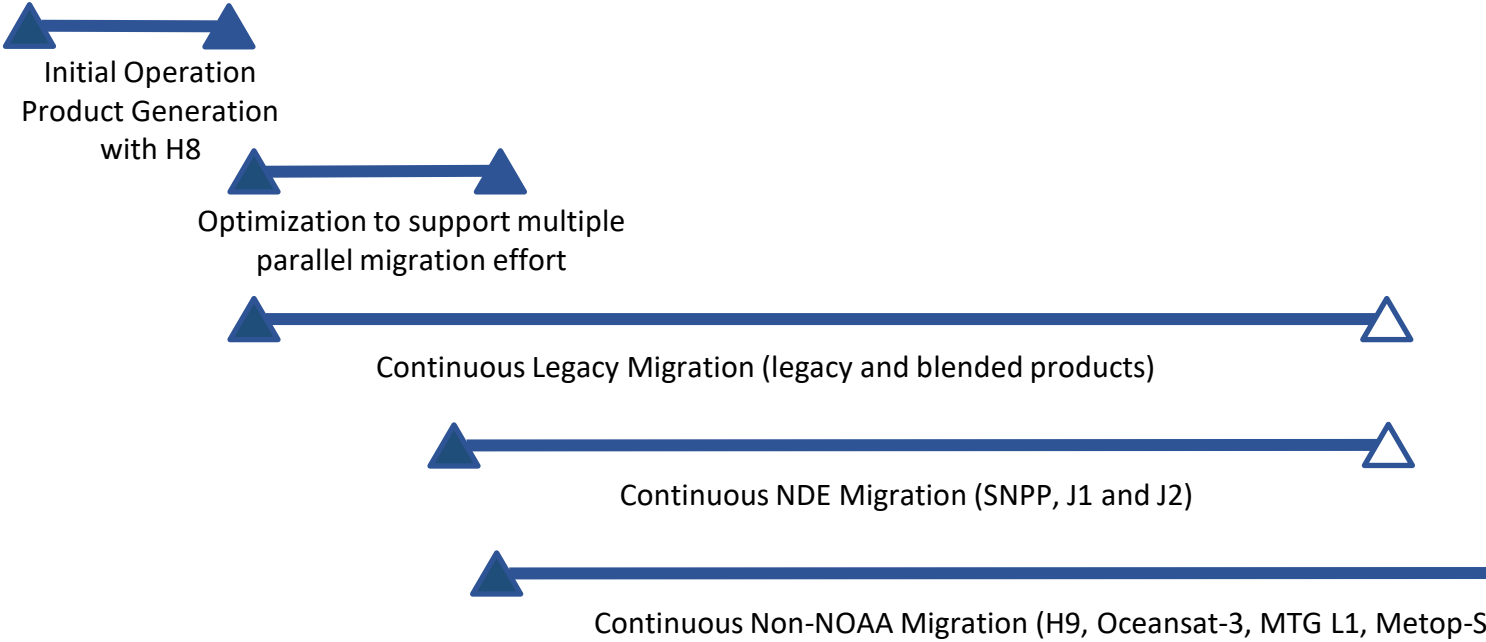 Initial Operation
Product Generation
with H8
Optimization to support multiple
parallel migration effort
Continuous Legacy Migration (legacy and blended products)
Continuous NDE Migration (SNPP, J1 and J2)
Continuous Non-NOAA Migration (H9, Oceansat-3, MTG L1, Metop-S